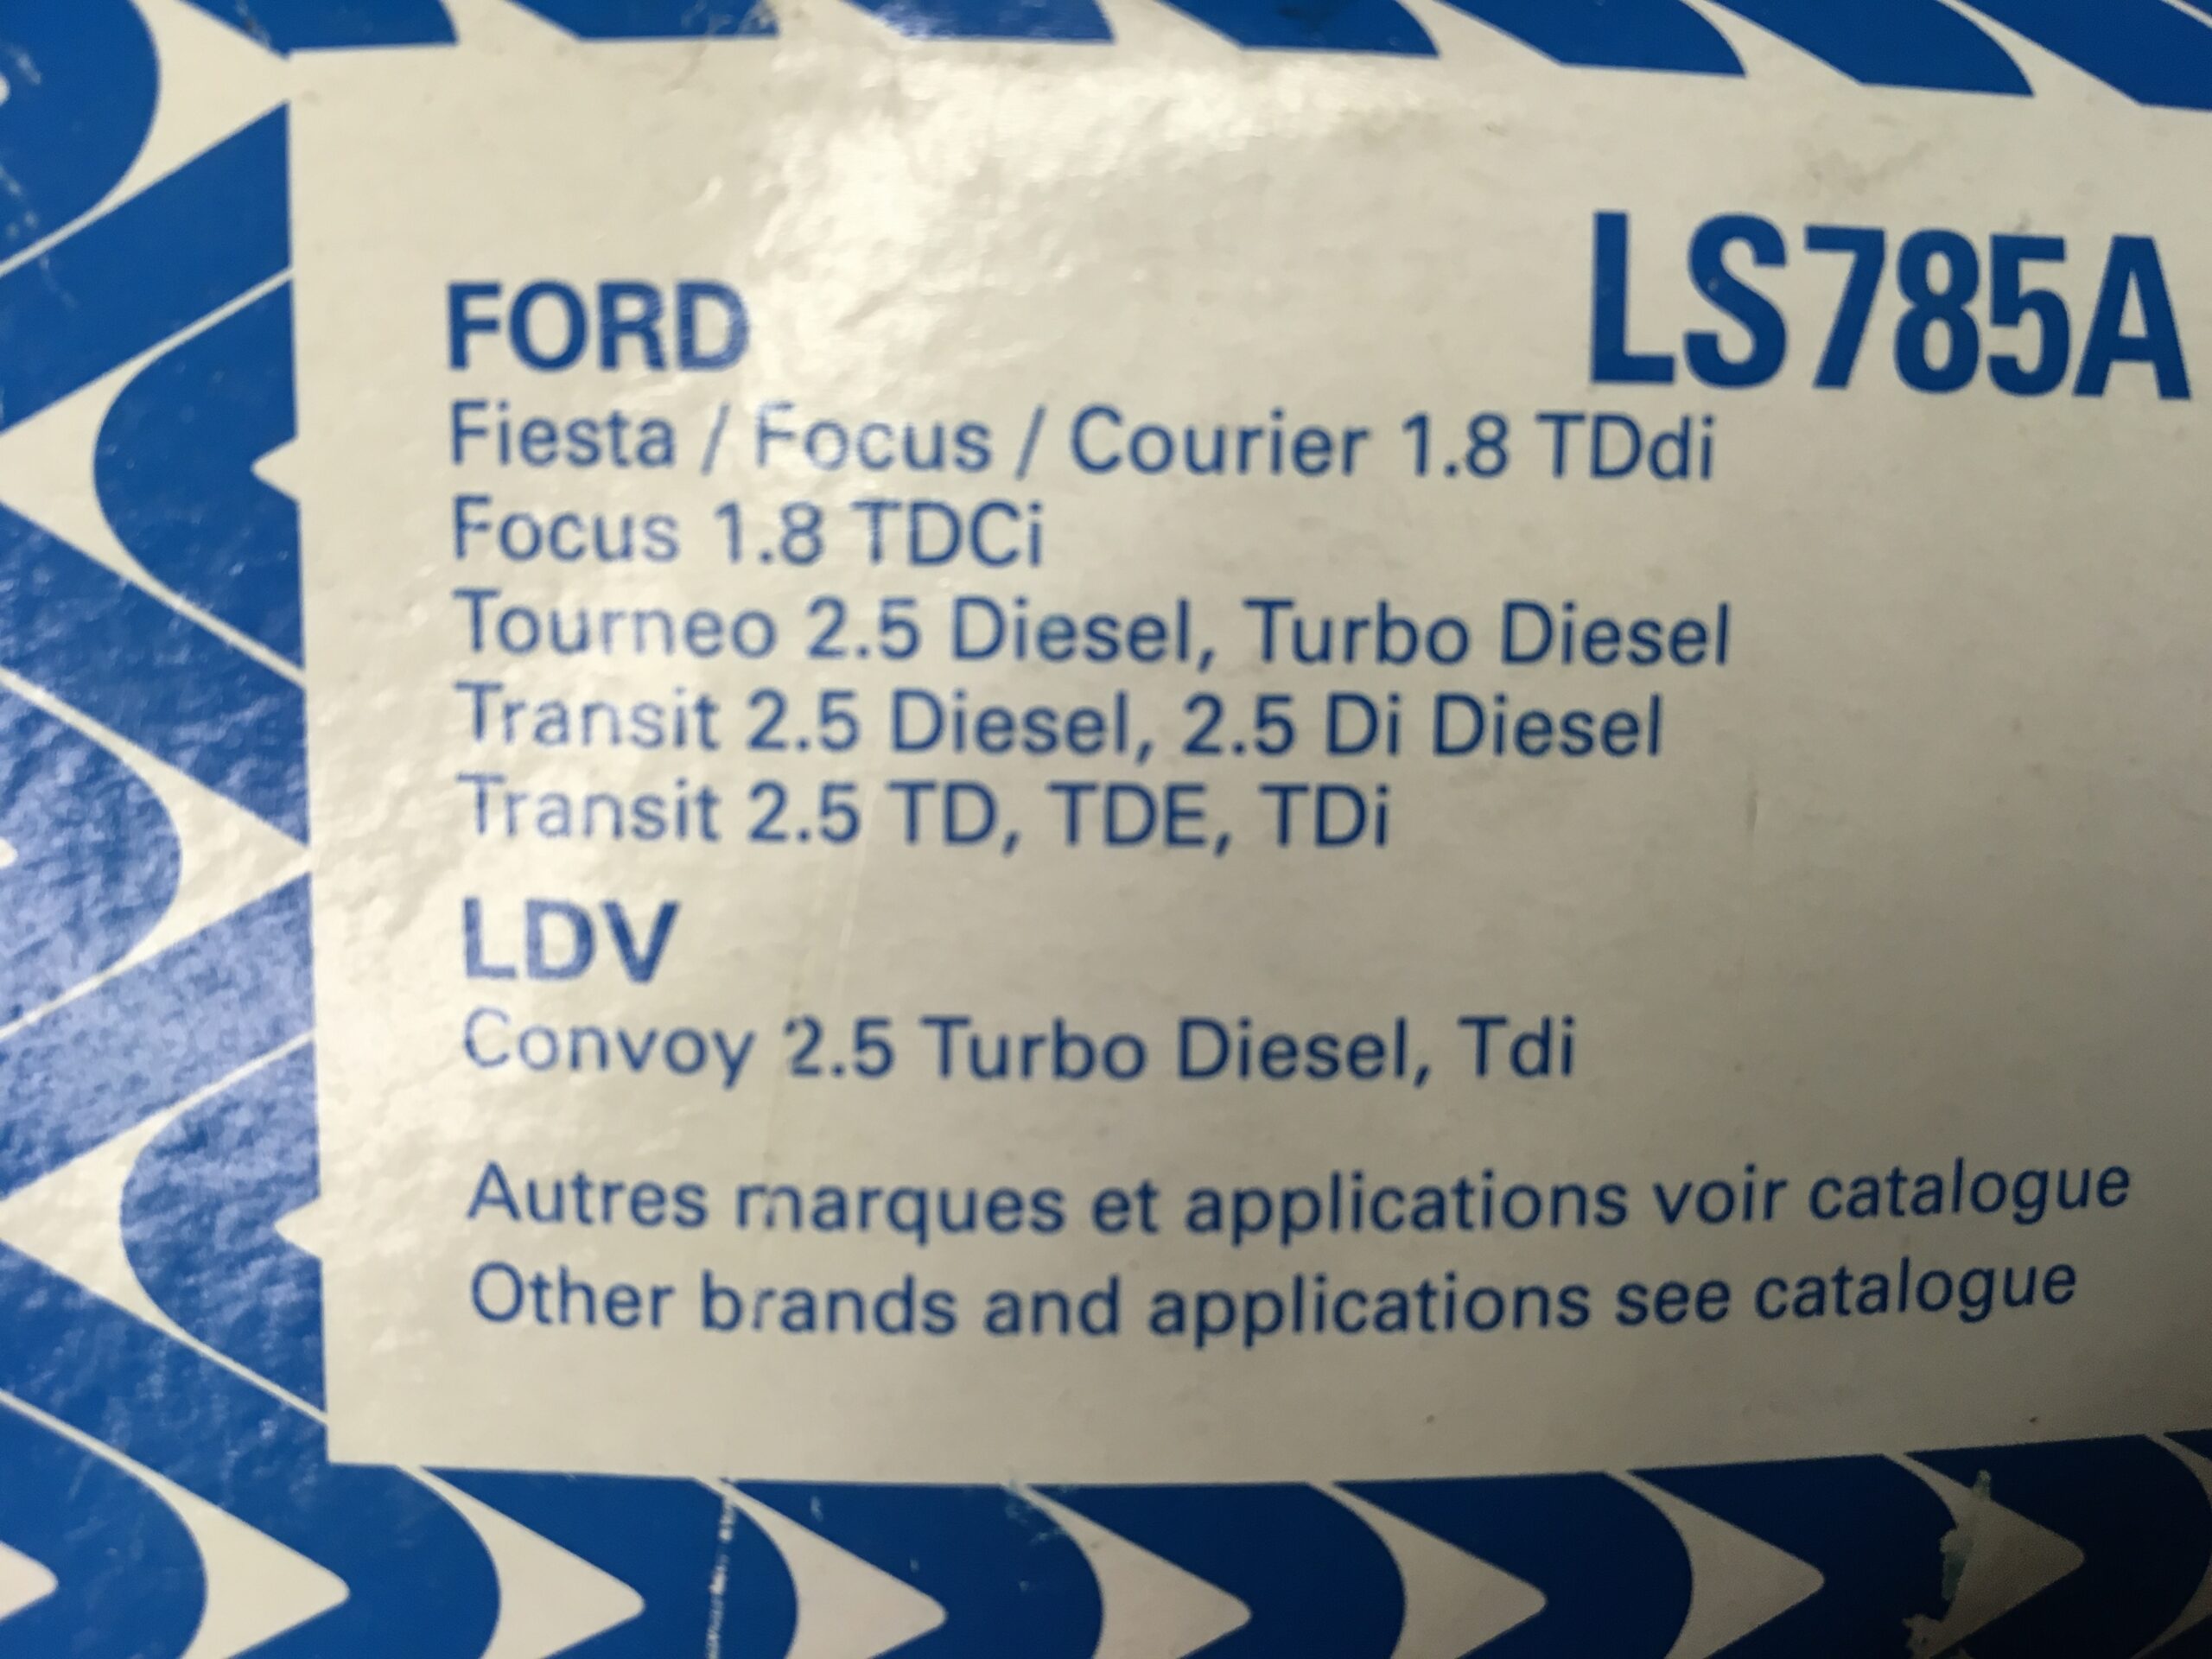 LS785A
FORD
Fiesta / Focus / Courier 1.8 TDdi
Focus 1.8 TDCi
Tourneo 2.5 Diesel, Turbo Diesel
Transit 2.5 Diesel, 2.5 Di Diesel
Transit 2.5 TD, TDE, TDi
LDV
Convoy 2.5 Turbo Diesel, Tdi
Autres marques et applications voir catalogue
Other brands and applications see catalogue